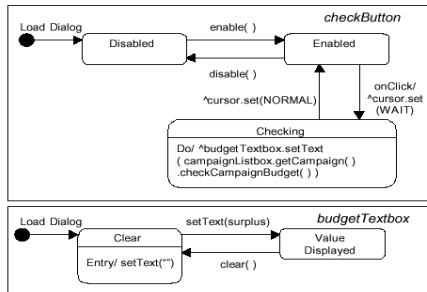 checkButton
Load Dialog
enable( )
Disabled
Enabled
disable( )
onClick/
^cursor.set
(WAIT)
^cursor.set(NORMAL)
Checking
Do/ ^budgetTextbox.setText
( campaignListbox.getCampaign( )
.checkCampaignBudget( ) )
budgetTextbox
Load Dialog
setText(surplus)
Clear
Value
Displayed
Entry/ setText("")
clear( )